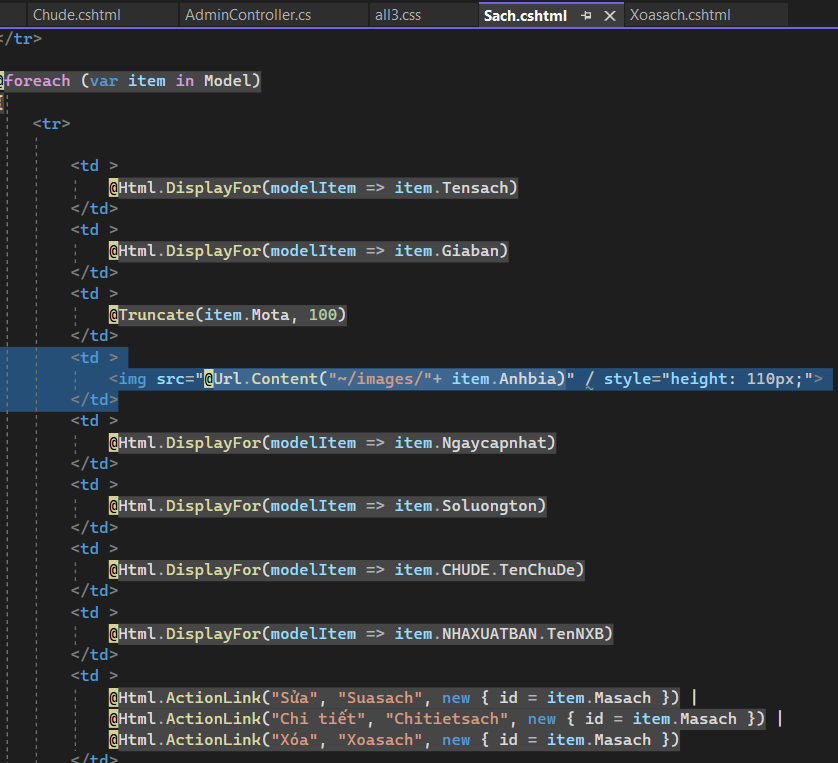 Chude.cshtml AdminController.cs all3.css Sach.cshtml Xoasach.cshtml
</tr>
@foreach (var item in Model)
{
<tr>
<td >
@Html.DisplayFor(modelItem => item.Tensach)
</td>
<td >
@Html.DisplayFor(modelItem => item.Giaban)
</td>
<td >
@Truncate(item.Mota, 100)
</td>
<td >
<img src="@Url.Content("~/images/"+ item.Anhbia)" / style="height: 110px;">
</td>
<td >
@Html.DisplayFor(modelItem => item.Ngaycapnhat)
</td>
<td >
@Html.DisplayFor(modelItem => item.Soluongton)
</td>
<td >
@Html.DisplayFor(modelItem => item.CHUDE.TenChuDe)
</td>
<td >
@Html.DisplayFor(modelItem => item.NHAXUATBAN.TenNXB)
</td>
<td >
@Html.ActionLink("Sửa", "Suasach", new { id = item.Masach }) |
@Html.ActionLink("Chi tiết", "Chitietsach", new { id = item.Masach }) |
@Html.ActionLink("Xóa", "Xoasach", new { id = item.Masach })
</td>